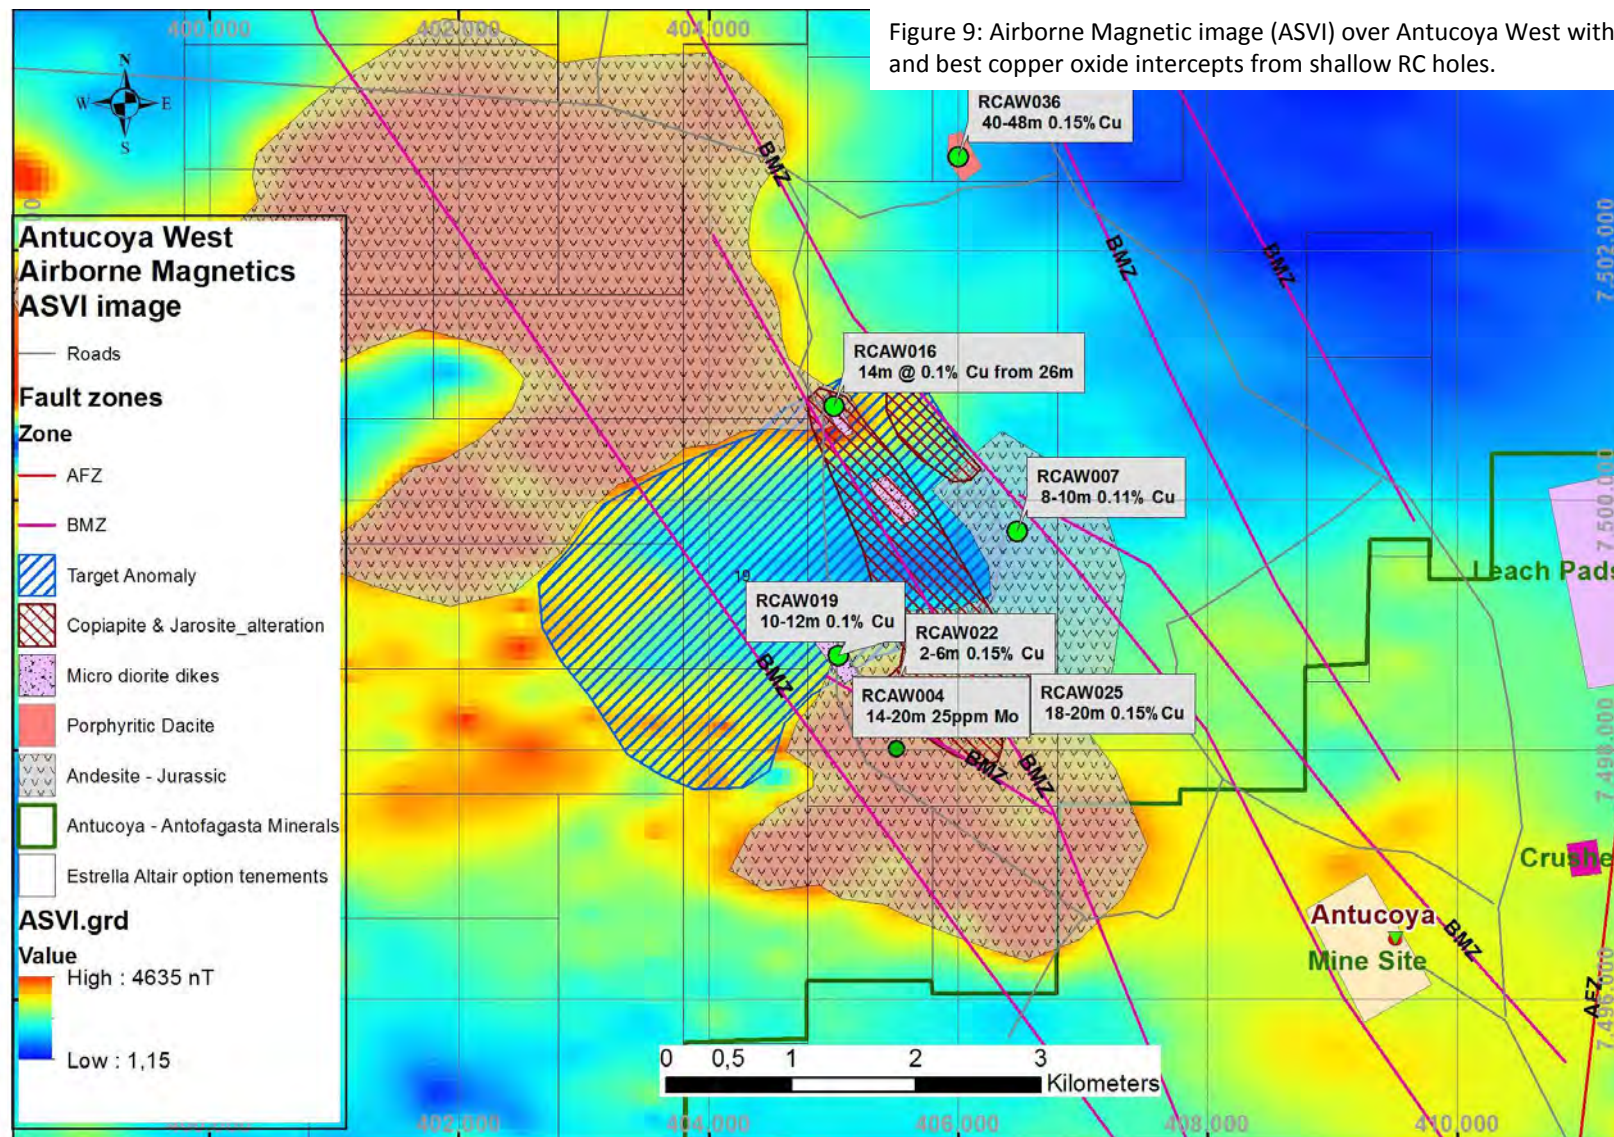 Figure 9: Airborne Magnetic image (ASVI) over Antucoya West with
and best copper oxide intercepts from shallow RC holes.
400.000
402.000
404.000
N
W
E
S
RCAW036
40-48m 0.15% Cu
BMZ
BMZ
BMZ
7.502.000
Antucoya West
Airborne Magnetics
ASVI image
Roads
Fault zones
Zone
AFZ
BMZ
Target Anomaly
Copiapite & Jarosite_alteration
Micro diorite dikes
Porphyritic Dacite
Andesite - Jurassic
Antucoya - Antofagasta Minerals
Estrella Altair option tenements
ASVI.grd
Value
High : 4635 nT
Low : 1,15
RCAW016
14m @ 0.1% Cu from 26m
RCAW007
8-10m 0.11% Cu
7.500.000
Leach Pads
19
RCAW019
10-12m 0.1% Cu
RCAW022
2-6m 0.15% Cu
BMZ
RCAW004
14-20m 25ppm Mo
RCAW025
18-20m 0.15% Cu
BMZ
BMZ
7.498.000
Crushe
Antucoya
Mine Site
BMZ
AFZ
7.496.000
0 0,5 1 2 3
Kilometers
400.000
402.000
404.000
406.000
408.000
410.000